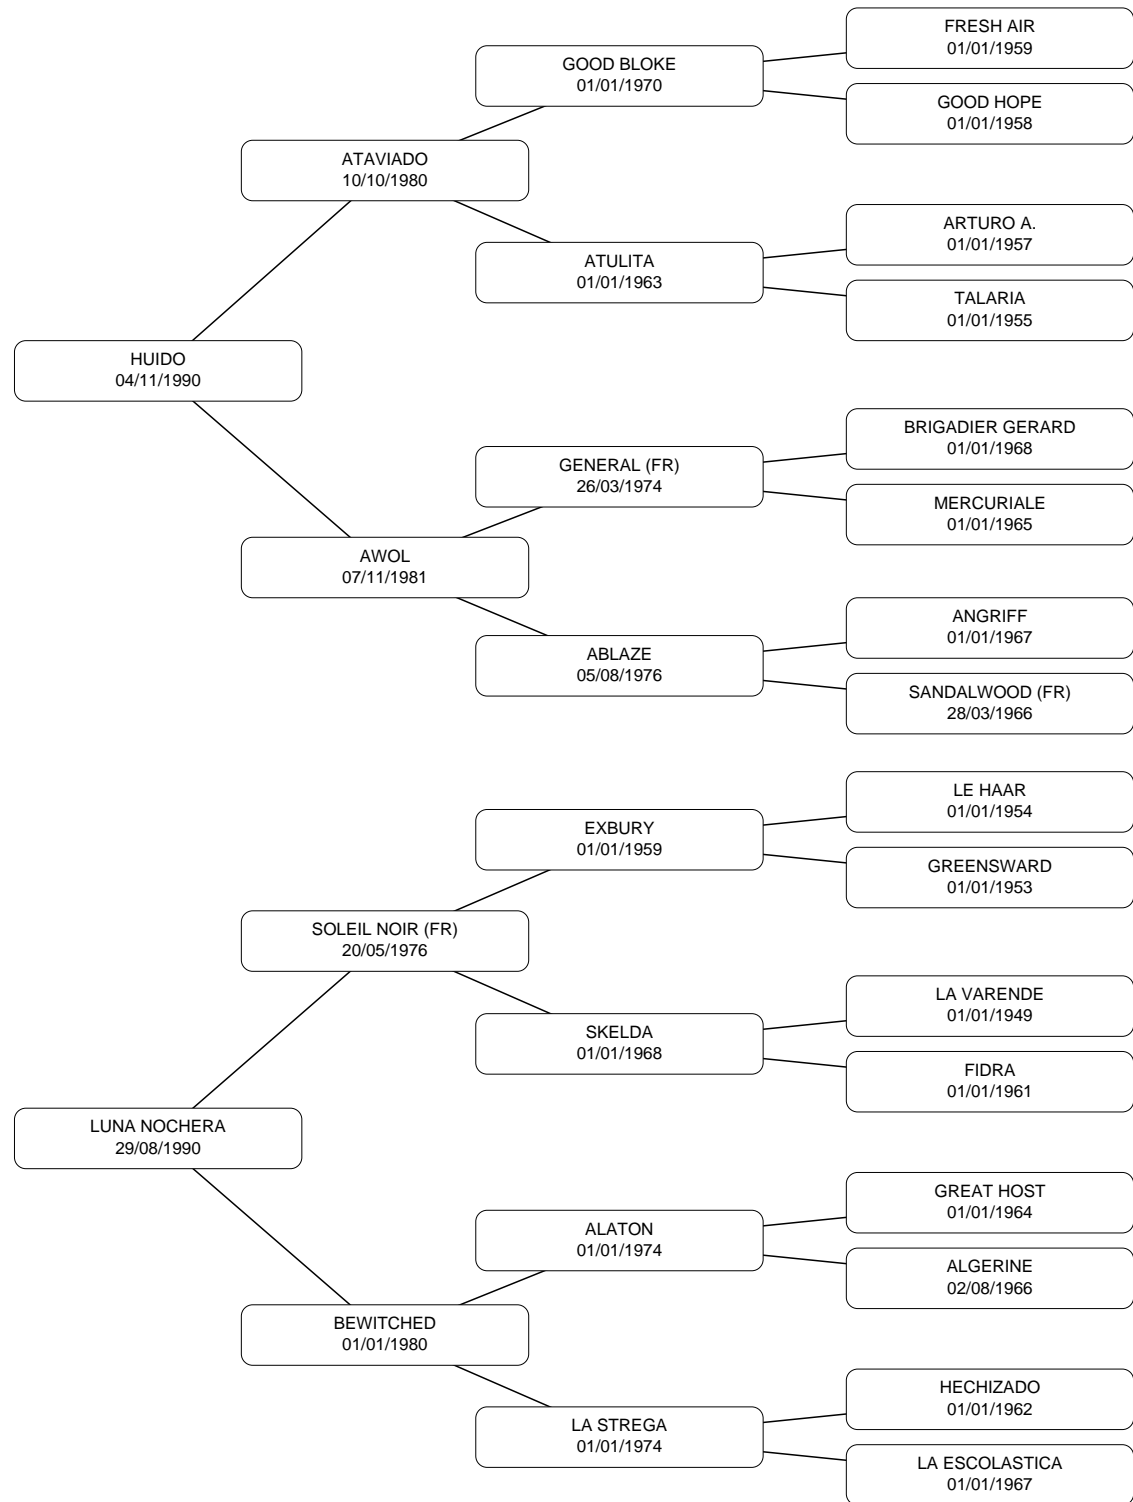 FRESH AIR
01/01/1959
GOOD BLOKE
01/01/1970
GOOD HOPE
01/01/1958
ATAVIADO
10/10/1980
ARTURO A.
01/01/1957
ATULITA
01/01/1963
TALARIA
01/01/1955
HUIDO
04/11/1990
BRIGADIER GERARD
01/01/1968
GENERAL (FR)
26/03/1974
MERCURIALE
01/01/1965
AWOL
07/11/1981
ANGRIFF
01/01/1967
ABLAZE
05/08/1976
SANDALWOOD (FR)
28/03/1966
LE HAAR
01/01/1954
EXBURY
01/01/1959
GREENSWARD
01/01/1953
SOLEIL NOIR (FR)
20/05/1976
LA VARENDE
01/01/1949
SKELDA
01/01/1968
FIDRA
01/01/1961
LUNA NOCHERA
29/08/1990
GREAT HOST
01/01/1964
ALATON
01/01/1974
ALGERINE
02/08/1966
BEWITCHED
01/01/1980
HECHIZADO
01/01/1962
LA STREGA
01/01/1974
LA ESCOLASTICA
01/01/1967